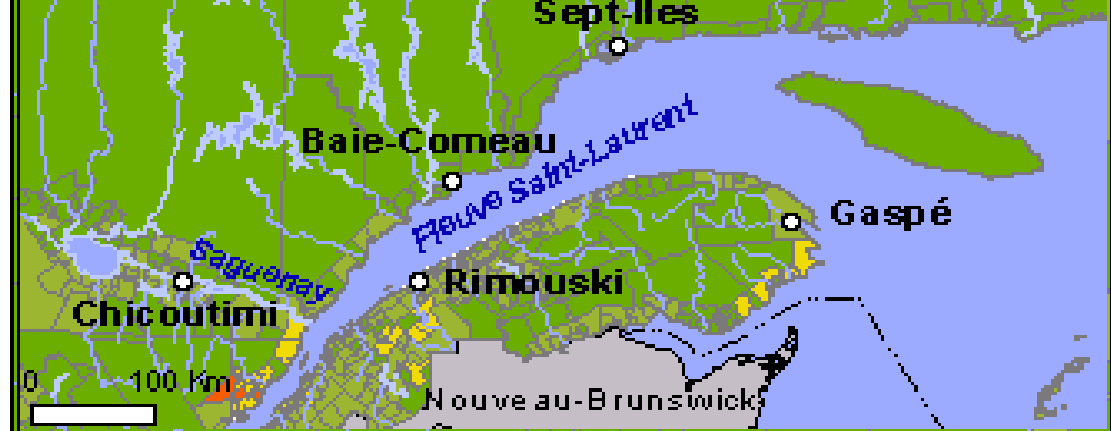 Sept-Iles
Baie-Comeau
Fleuve Saint-Laurent
Gaspé
Saguenay
Rimouski
Chicoutimi
0 100 Km
Nouveau-Brunswick